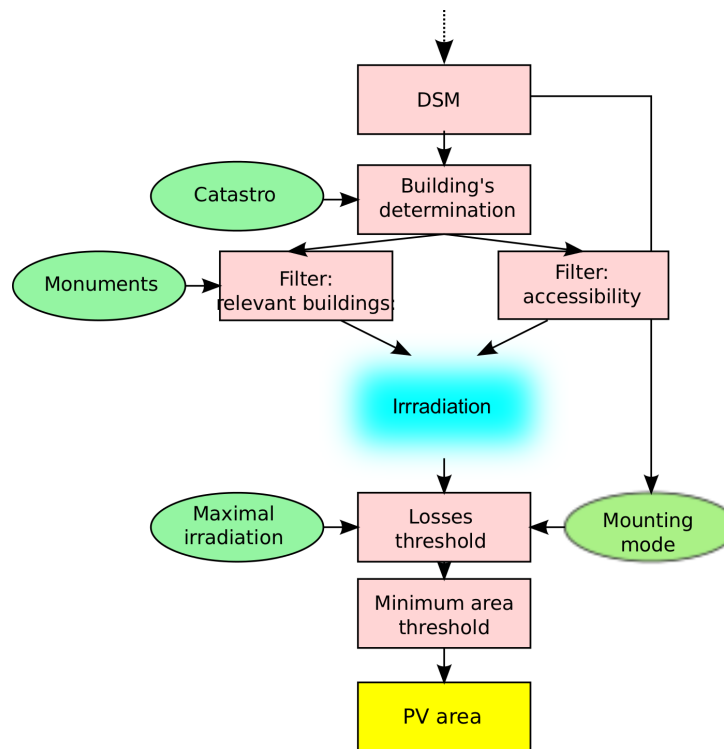 DSM
Building's
determination
Catastro
Monuments
Filter:
relevant buildings:
Filter:
accessibility
Irrradiation
Maximal
irradiation
Losses
threshold
Mounting
mode
Minimum area
threshold
PV area